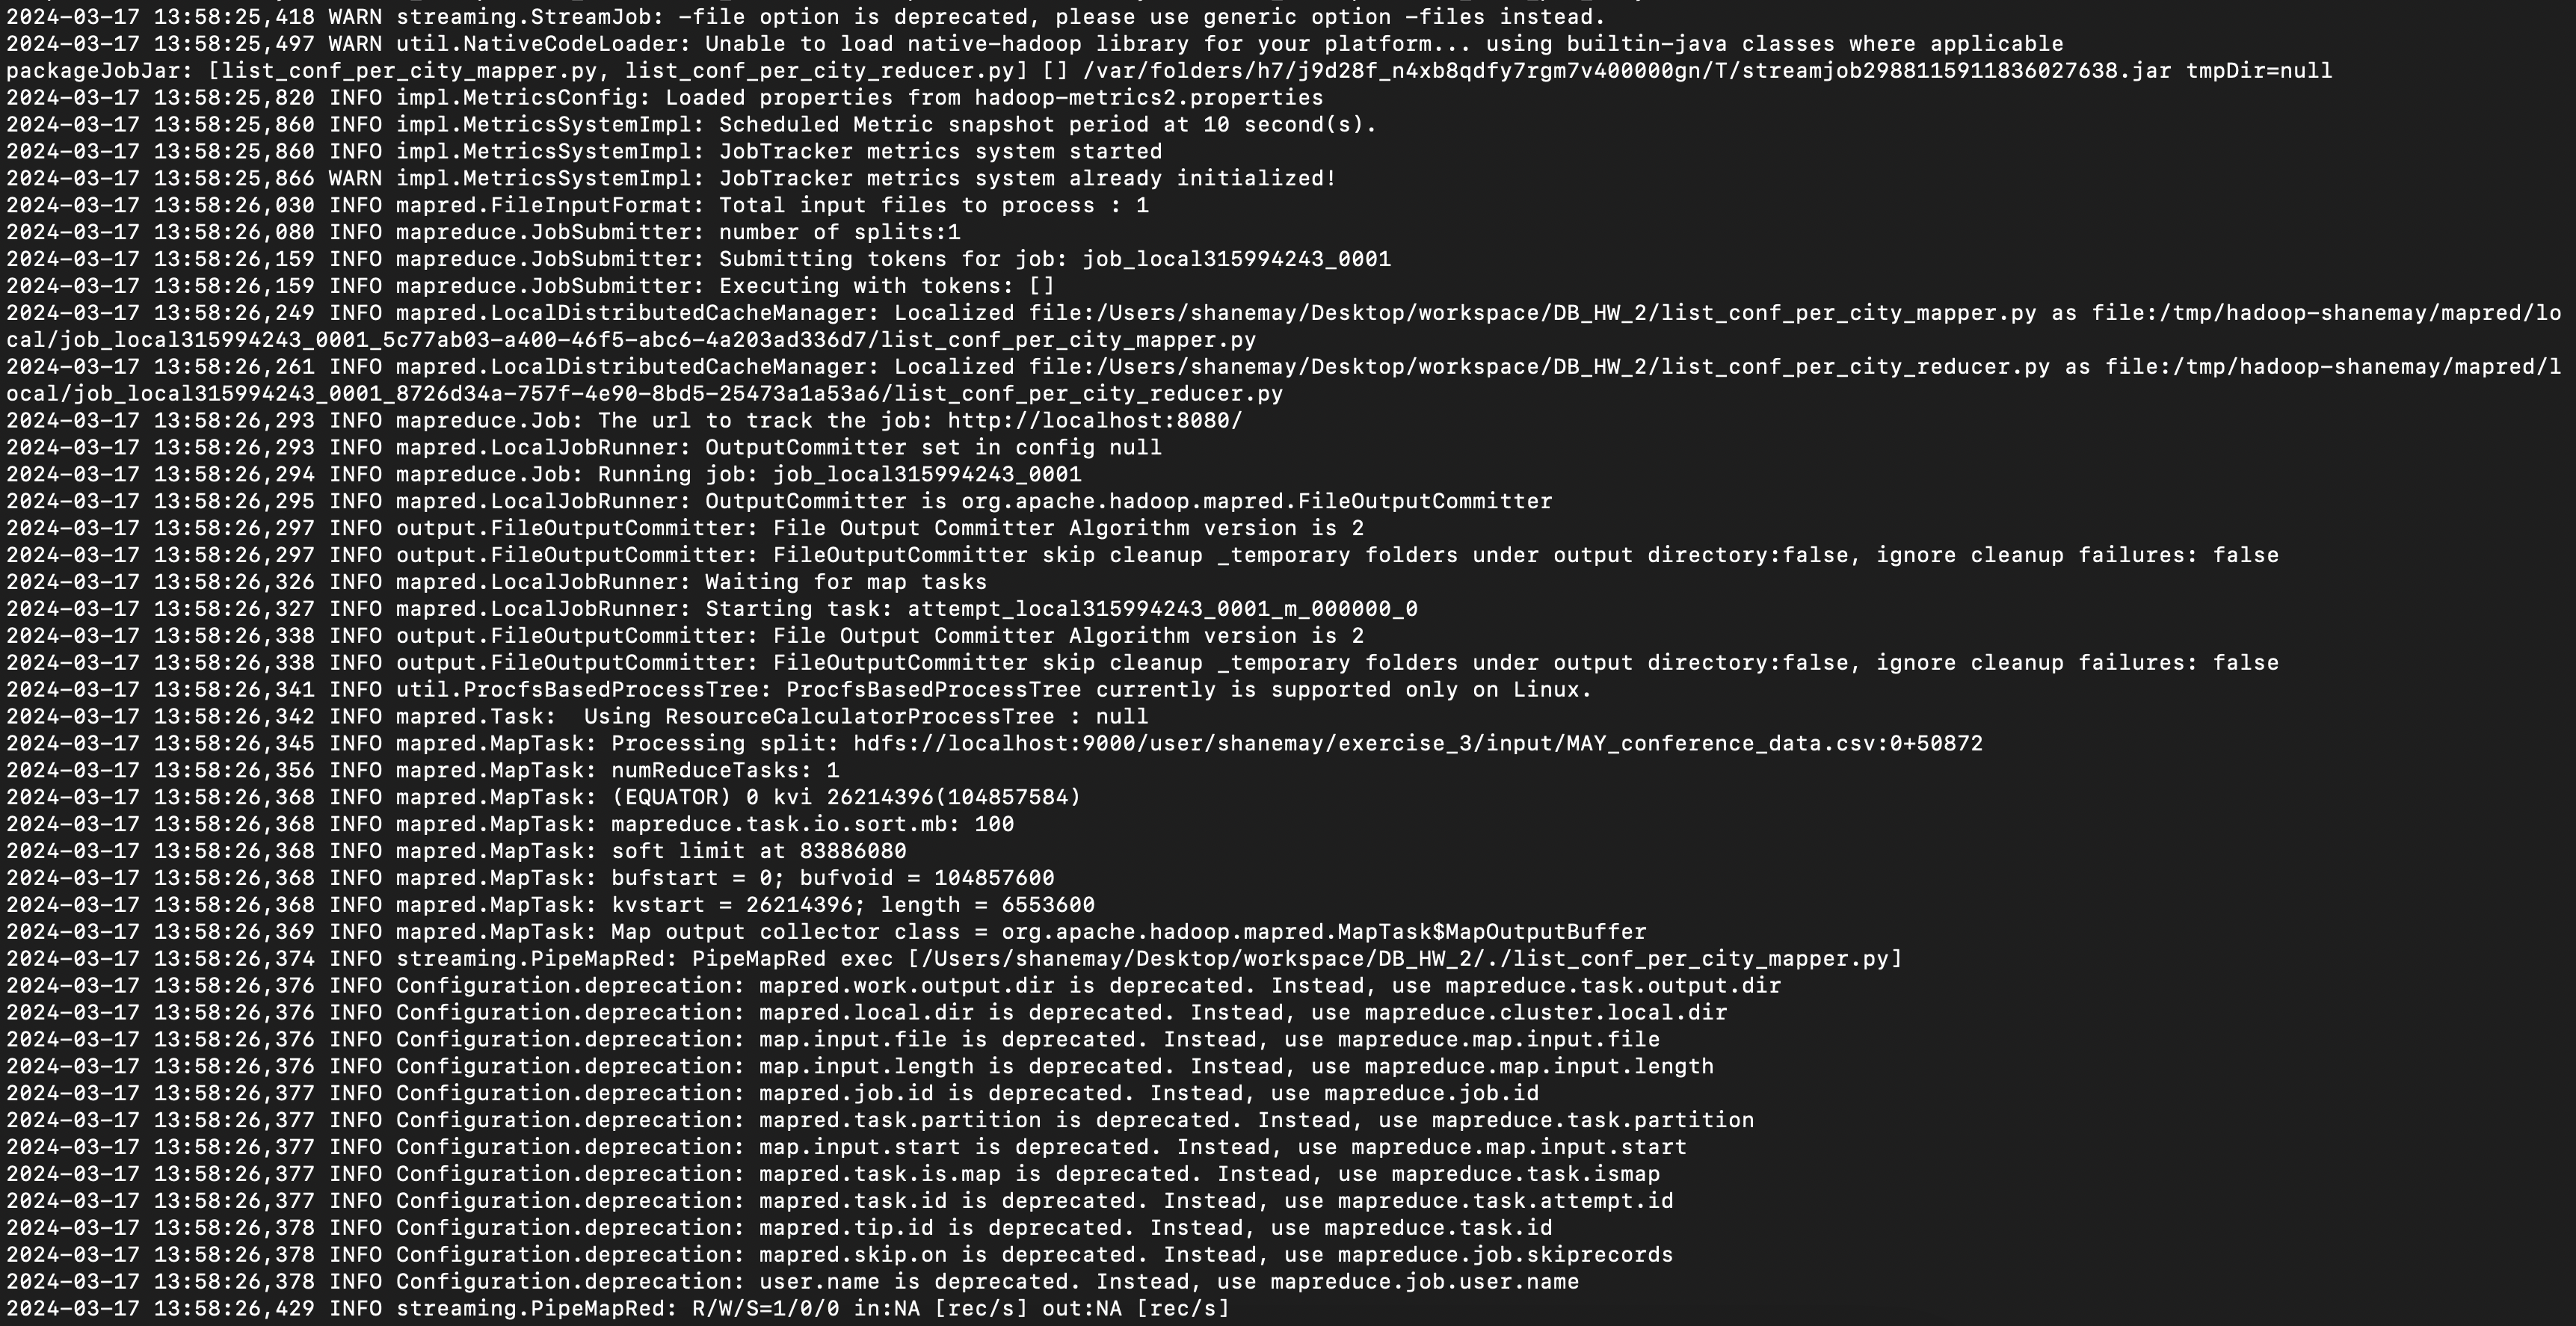 2024-03-17 13:58:25,418 WARN streaming.StreamJob: -file option is deprecated, please use generic option -files instead.
2024-03-17 13:58:25,497 WARN util.NativeCodeLoader: Unable to load native-hadoop library for your platform... using builtin-java classes where applicable
packageJobJar: [list_conf_per_city_mapper.py, list_conf_per_city_reducer.py] [] /var/folders/h7/j9d28f_n4xb8qdfy7rgm7v400000gn/T/streamjob2988115911836027638.jar tmpDir=null
2024-03-17 13:58:25,820 INFO impl.MetricsConfig: Loaded properties from hadoop-metrics2.properties
2024-03-17 13:58:25,860 INFO impl.MetricsSystemImpl: Scheduled Metric snapshot period at 10 second(s).
2024-03-17 13:58:25,860 INFO impl.MetricsSystemImpl: JobTracker metrics system started
2024-03-17 13:58:25,866 WARN impl.MetricsSystemImpl: JobTracker metrics system already initialized!
2024-03-17 13:58:26,030 INFO mapred.FileInputFormat: Total input files to process : 1
2024-03-17 13:58:26,080 INFO mapreduce.JobSubmitter: number of splits:1
2024-03-17 13:58:26,159 INFO mapreduce.JobSubmitter: Submitting tokens for job: job_local315994243_0001
2024-03-17 13:58:26,159 INFO mapreduce.JobSubmitter: Executing with tokens: []
2024-03-17 13:58:26,249 INFO mapred.LocalDistributedCacheManager: Localized file:/Users/shanemay/Desktop/workspace/DB_HW_2/list_conf_per_city_mapper.py as file:/tmp/hadoop-shanemay/mapred/lo
cal/job_local315994243_0001_5c77ab03-a400-46f5-abc6-4a203ad336d7/list_conf_per_city_mapper.py
2024-03-17 13:58:26,261 INFO mapred.LocalDistributedCacheManager: Localized file:/Users/shanemay/Desktop/workspace/DB_HW_2/list_conf_per_city_reducer.py as file:/tmp/hadoop-shanemay/mapred/l
ocal/job_local315994243_0001_8726d34a-757f-4e90-8bd5-25473a1a53a6/list_conf_per_city_reducer.py
2024-03-17 13:58:26,293 INFO mapreduce.Job: The url to track the job: http://localhost:8080/
2024-03-17 13:58:26,293 INFO mapred.LocalJobRunner: OutputCommitter set in config null
2024-03-17 13:58:26,294 INFO mapreduce.Job: Running job: job_local315994243_0001
2024-03-17 13:58:26,295 INFO mapred.LocalJobRunner: OutputCommitter is org.apache.hadoop.mapred.FileOutputCommitter
2024-03-17 13:58:26,297 INFO output.FileOutputCommitter: File Output Committer Algorithm version is 2
2024-03-17 13:58:26,297 INFO output.FileOutputCommitter: FileOutputCommitter skip cleanup _temporary folders under output directory:false, ignore cleanup failures: false
2024-03-17 13:58:26,326 INFO mapred.LocalJobRunner: Waiting for map tasks
2024-03-17 13:58:26,327 INFO mapred.LocalJobRunner: Starting task: attempt_local315994243_0001_m_000000_0
2024-03-17 13:58:26,338 INFO output.FileOutputCommitter: File Output Committer Algorithm version is 2
2024-03-17 13:58:26,338 INFO output.FileOutputCommitter: FileOutputCommitter skip cleanup _temporary folders under output directory:false, ignore cleanup failures: false
2024-03-17 13:58:26,341 INFO util.ProcfsBasedProcessTree: ProcfsBasedProcessTree currently is supported only on Linux.
2024-03-17 13:58:26,342 INFO mapred.Task:  Using ResourceCalculatorProcessTree : null
2024-03-17 13:58:26,345 INFO mapred.MapTask: Processing split: hdfs://localhost:9000/user/shanemay/exercise_3/input/MAY_conference_data.csv:0+50872
2024-03-17 13:58:26,356 INFO mapred.MapTask: numReduceTasks: 1
2024-03-17 13:58:26,368 INFO mapred.MapTask: (EQUATOR) 0 kvi 26214396(104857584)
2024-03-17 13:58:26,368 INFO mapred.MapTask: mapreduce.task.io.sort.mb: 100
2024-03-17 13:58:26,368 INFO mapred.MapTask: soft limit at 83886080
2024-03-17 13:58:26,368 INFO mapred.MapTask: bufstart = 0; bufvoid = 104857600
2024-03-17 13:58:26,368 INFO mapred.MapTask: kvstart = 26214396; length = 6553600
2024-03-17 13:58:26,369 INFO mapred.MapTask: Map output collector class = org.apache.hadoop.mapred.MapTask$MapOutputBuffer
2024-03-17 13:58:26,374 INFO streaming.PipeMapRed: PipeMapRed exec [/Users/shanemay/Desktop/workspace/DB_HW_2/./list_conf_per_city_mapper.py]
2024-03-17 13:58:26,376 INFO Configuration.deprecation: mapred.work.output.dir is deprecated. Instead, use mapreduce.task.output.dir
2024-03-17 13:58:26,376 INFO Configuration.deprecation: mapred.local.dir is deprecated. Instead, use mapreduce.cluster.local.dir
2024-03-17 13:58:26,376 INFO Configuration.deprecation: map.input.file is deprecated. Instead, use mapreduce.map.input.file
2024-03-17 13:58:26,376 INFO Configuration.deprecation: map.input.length is deprecated. Instead, use mapreduce.map.input.length
2024-03-17 13:58:26,377 INFO Configuration.deprecation: mapred.job.id is deprecated. Instead, use mapreduce.job.id
2024-03-17 13:58:26,377 INFO Configuration.deprecation: mapred.task.partition is deprecated. Instead, use mapreduce.task.partition
2024-03-17 13:58:26,377 INFO Configuration.deprecation: map.input.start is deprecated. Instead, use mapreduce.map.input.start
2024-03-17 13:58:26,377 INFO Configuration.deprecation: mapred.task.is.map is deprecated. Instead, use mapreduce.task.ismap
2024-03-17 13:58:26,377 INFO Configuration.deprecation: mapred.task.id is deprecated. Instead, use mapreduce.task.attempt.id
2024-03-17 13:58:26,378 INFO Configuration.deprecation: mapred.tip.id is deprecated. Instead, use mapreduce.task.id
2024-03-17 13:58:26,378 INFO Configuration.deprecation: mapred.skip.on is deprecated. Instead, use mapreduce.job.skiprecords
2024-03-17 13:58:26,378 INFO Configuration.deprecation: user.name is deprecated. Instead, use mapreduce.job.user.name
2024-03-17 13:58:26,429 INFO streaming.PipeMapRed: R/W/S=1/0/0 in:NA [rec/s] out:NA [rec/s]